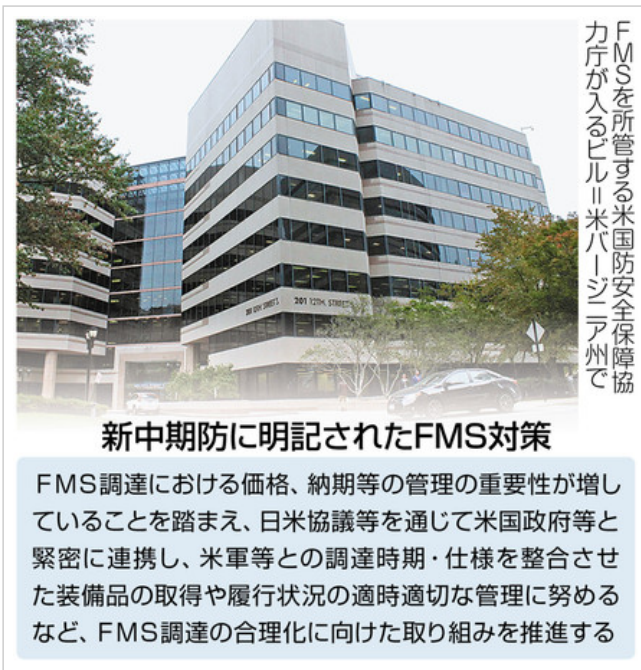 FMSを所管する米国防安全保障協
力庁が入るビル＝米バージニア州で
201 12TH. STREET S.
201 12TH. STREET
新中期防に明記されたFMS対策
FMS調達における価格、納期等の管理の重要性が増し
ていることを踏まえ、日米協議等を通じて米国政府等と
緊密に連携し、米軍等との調達時期・仕様を整合させ
た装備品の取得や履行状況の適時適切な管理に努める
など、FMS調達の合理化に向けた取り組みを推進する